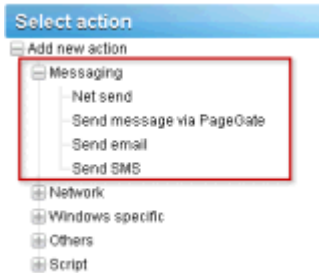 Select action
Add new action
Messaging
Net send
Send message via PageGate
Send email
Send SMS
Network
Windows specific
Others
Script